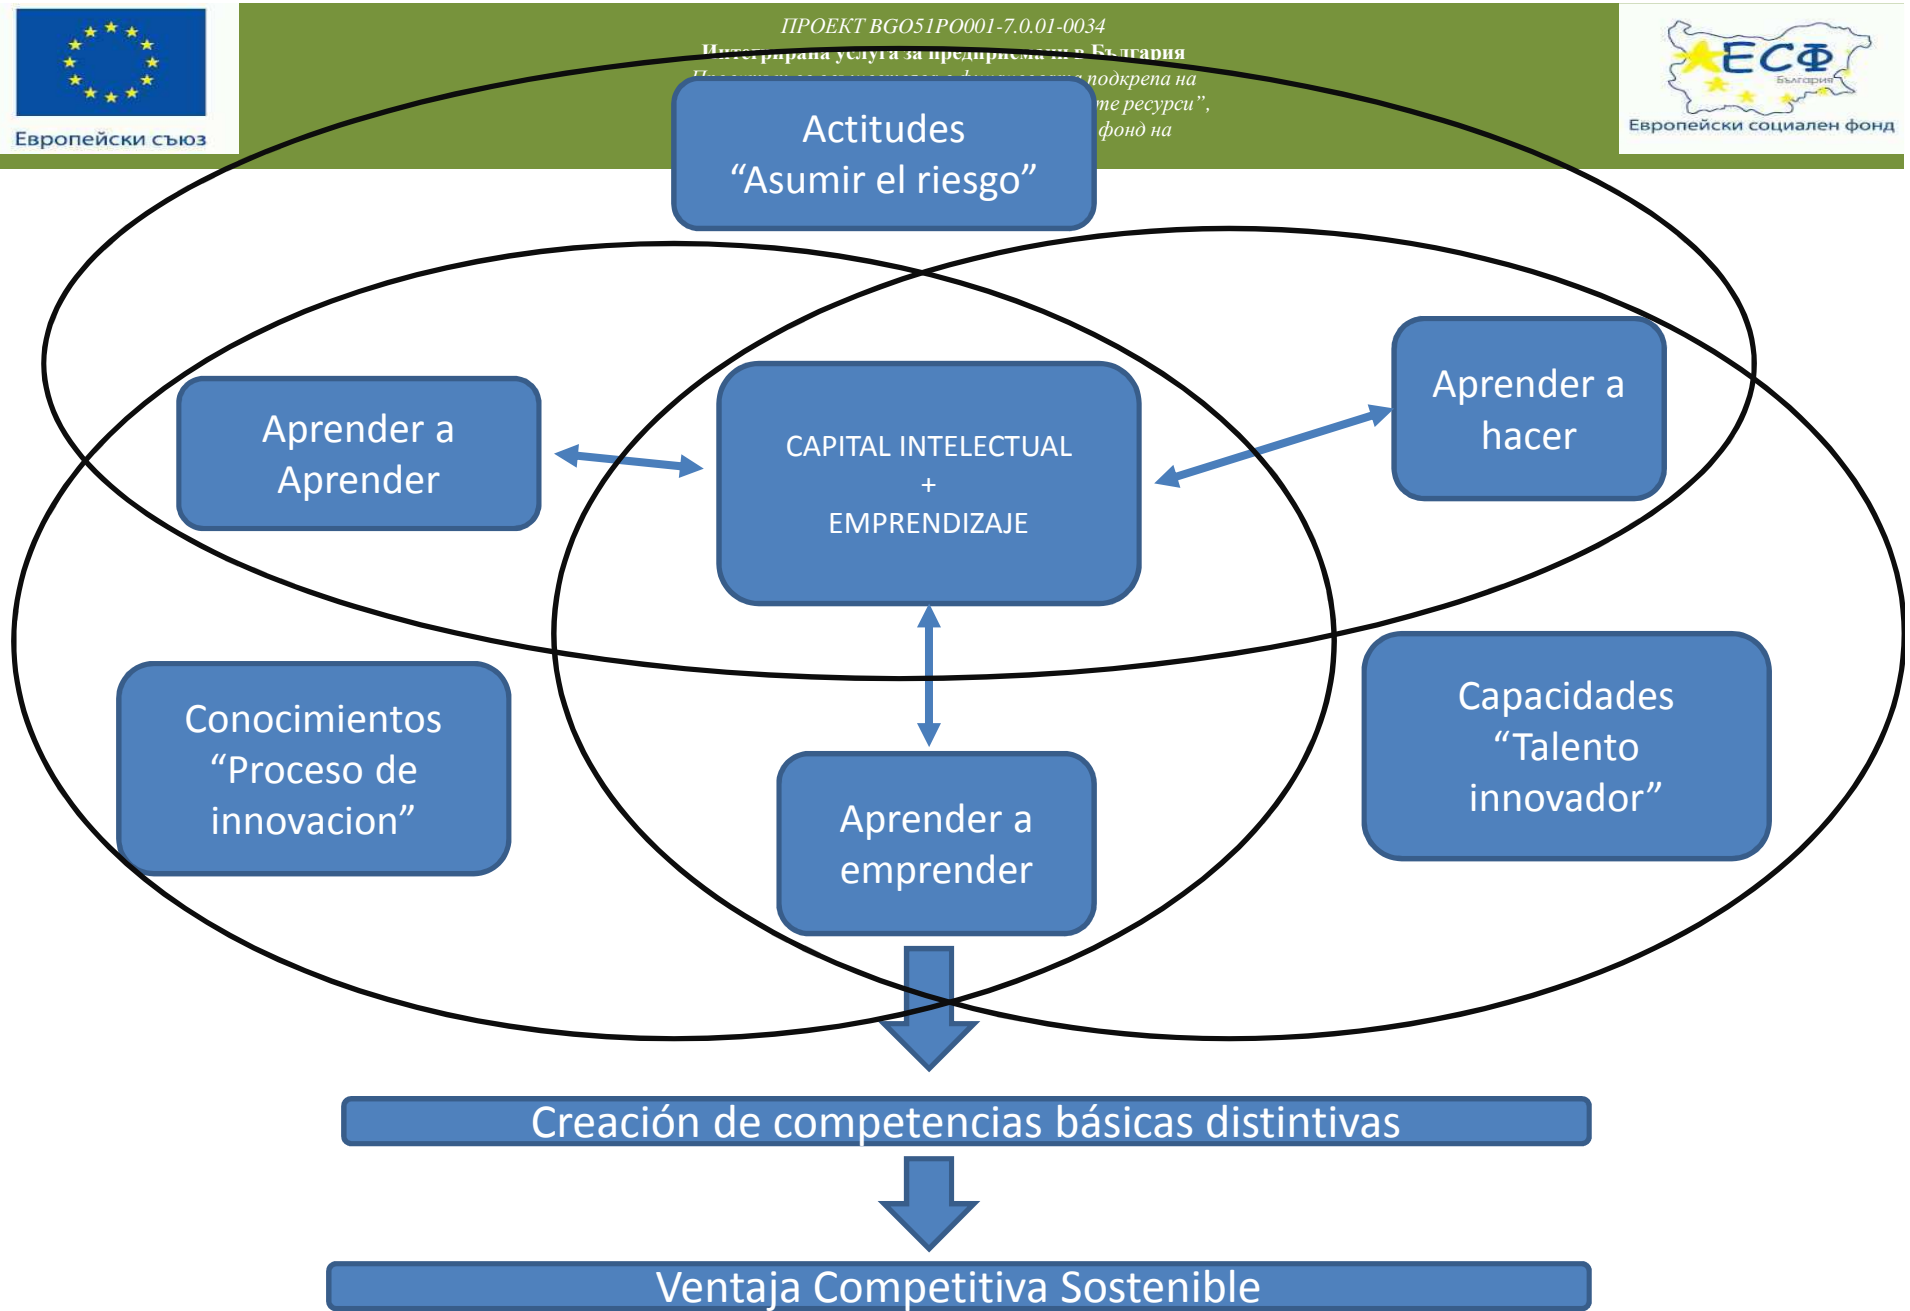 ПРОЕКТ BG051PO001-7.0.01-0034
Интегрирана услуга за предприемачи в България
подкрепа на
те ресурси”,
фонд на
Европейски съюз
ЕСФ
България
Европейски социален фонд
Actitudes
“Asumir el riesgo”
Aprender a
Aprender
CAPITAL INTELECTUAL
+
EMPRENDIZAJE
Aprender a
hacer
Conocimientos
“Proceso de
innovacion”
Aprender a
emprender
Capacidades
“Talento
innovador”
Creación de competencias básicas distintivas
Ventaja Competitiva Sostenible